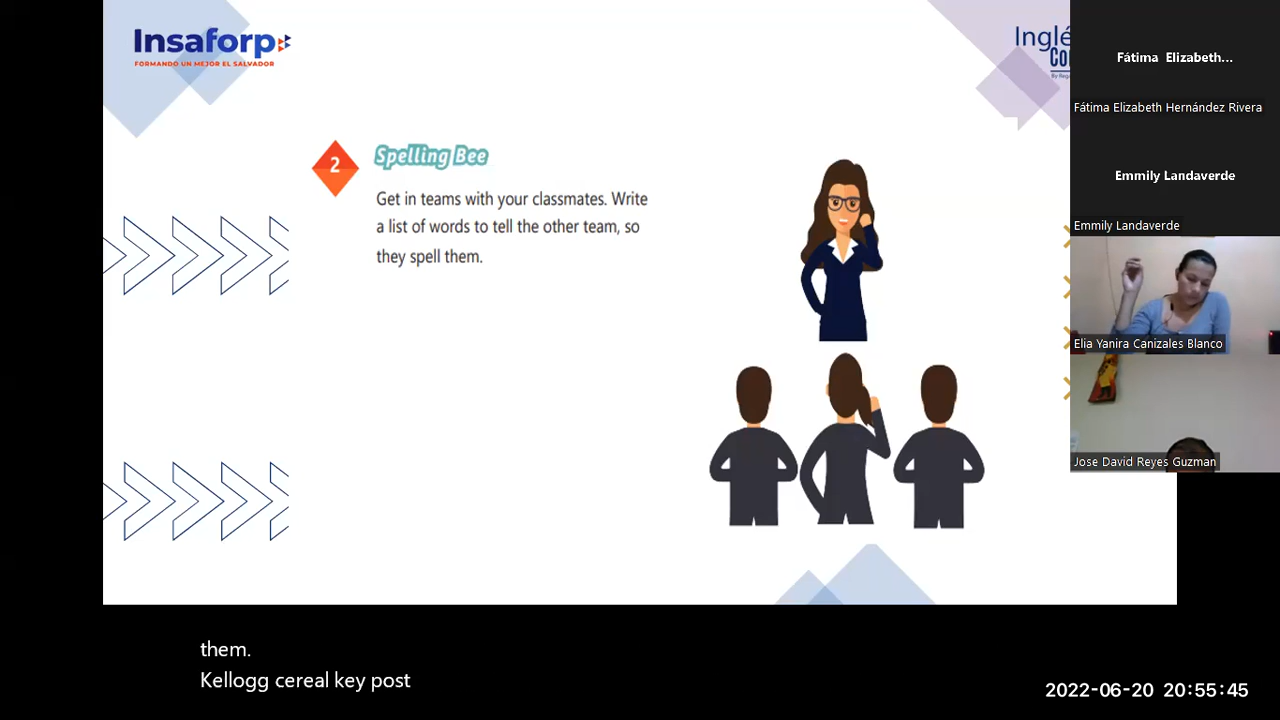 Insaforp
FORMANDO UN MEJOR EL SALVADOR
2
Spelling Bee
Get in teams with your classmates. Write
a list of words to tell the other team, so
they spell them.
Fátima Elizabeth...
Fátima Elizabeth Hernández Rivera
Emmily Landaverde
Emmily Landaverde
Elia Yanira Canizales Blanco
Jose David Reyes Guzman
them.
Kellogg cereal key post
2022-06-20 20:55:45